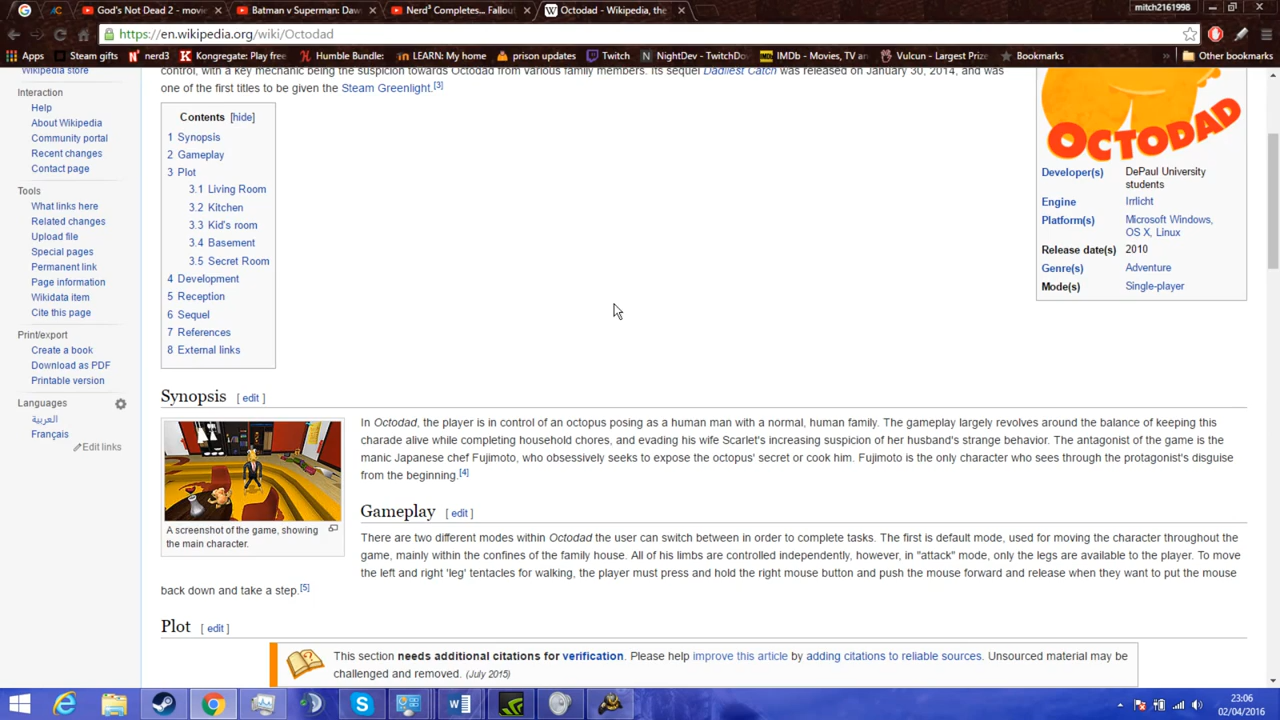 God's Not Dead 2 - movi
Batman v Superman: Daw
Nerd³ Completes... Fallou
Octodad - Wikipedia, the
mitch2161998
https://en.wikipedia.org/wiki/Octodad
Apps
Steam gifts
nerd3
Kongregate: Play free
Humble Bundle:
LEARN: My home
prison updates
Twitch
NightDev - TwitchDo
IMDb - Movies, TV an
Vulcun - Largest Priz
Bookmarks
Other bookmarks
Wikipedia store
Interaction
Help
About Wikipedia
Community portal
Recent changes
Contact page
Tools
What links here
Related changes
Upload file
Special pages
Permanent link
Page information
Wikidata item
Cite this page
Print/export
Create a book
Download as PDF
Printable version
Languages
العربية
Français
Edit links
control, with a key mechanic being the suspicion towards Octodad from various family members. Its sequel Dadliest Catch was released on January 30, 2014, and was
one of the first titles to be given the Steam Greenlight.[3]
Contents [hide]
1 Synopsis
2 Gameplay
3 Plot
3.1 Living Room
3.2 Kitchen
3.3 Kid's room
3.4 Basement
3.5 Secret Room
4 Development
5 Reception
6 Sequel
7 References
8 External links
OCTODAD
Developer(s) DePaul University
students
Engine Irrlicht
Platform(s) Microsoft Windows,
OS X, Linux
Release date(s) 2010
Genre(s) Adventure
Mode(s) Single-player
Synopsis [ edit ]
A screenshot of the game, showing
the main character.
In Octodad, the player is in control of an octopus posing as a human man with a normal, human family. The gameplay largely revolves around the balance of keeping this
charade alive while completing household chores, and evading his wife Scarlet's increasing suspicion of her husband's strange behavior. The antagonist of the game is the
manic Japanese chef Fujimoto, who obsessively seeks to expose the octopus' secret or cook him. Fujimoto is the only character who sees through the protagonist's disguise
from the beginning.[4]
Gameplay [ edit ]
There are two different modes within Octodad the user can switch between in order to complete tasks. The first is default mode, used for moving the character throughout the
game, mainly within the confines of the family house. All of his limbs are controlled independently, however, in "attack" mode, only the legs are available to the player. To move
the left and right 'leg' tentacles for walking, the player must press and hold the right mouse button and push the mouse forward and release when they want to put the mouse
back down and take a step.[5]
Plot [ edit ]
This section needs additional citations for verification. Please help improve this article by adding citations to reliable sources. Unsourced material may be
challenged and removed. (July 2015)
23:06
02/04/2016